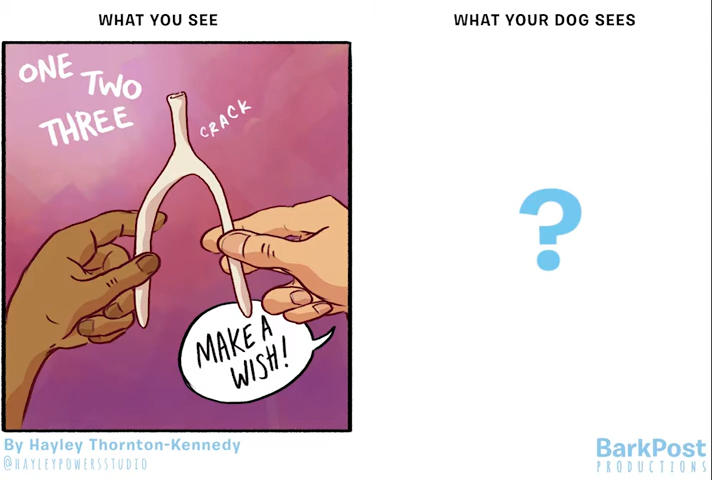 WHAT YOU SEE
WHAT YOUR DOG SEES
ONE
TWO
THREE
CRACK
MAKE A
WISH!
?
By Hayley Thornton-Kennedy
@HAYLEYPOWERSSTUDIO
BarkPost
PRODUCTIONS